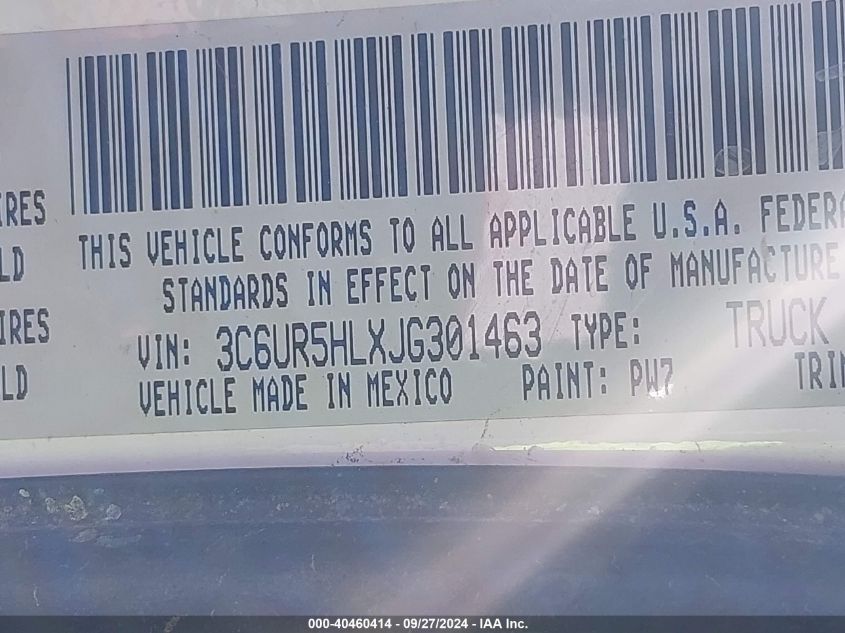 IRES
LD
IRES
LD
THIS VEHICLE CONFORMS TO ALL APPLICABLE U.S.A. FEDERA
STANDARDS IN EFFECT ON THE DATE OF MANUFACTURE
VIN: 3C6UR5HLXJG301463 TYPE: TRUCK
VEHICLE MADE IN MEXICO PAINT: PW7 TRIM
000-40460414 - 09/27/2024 - IAA Inc.